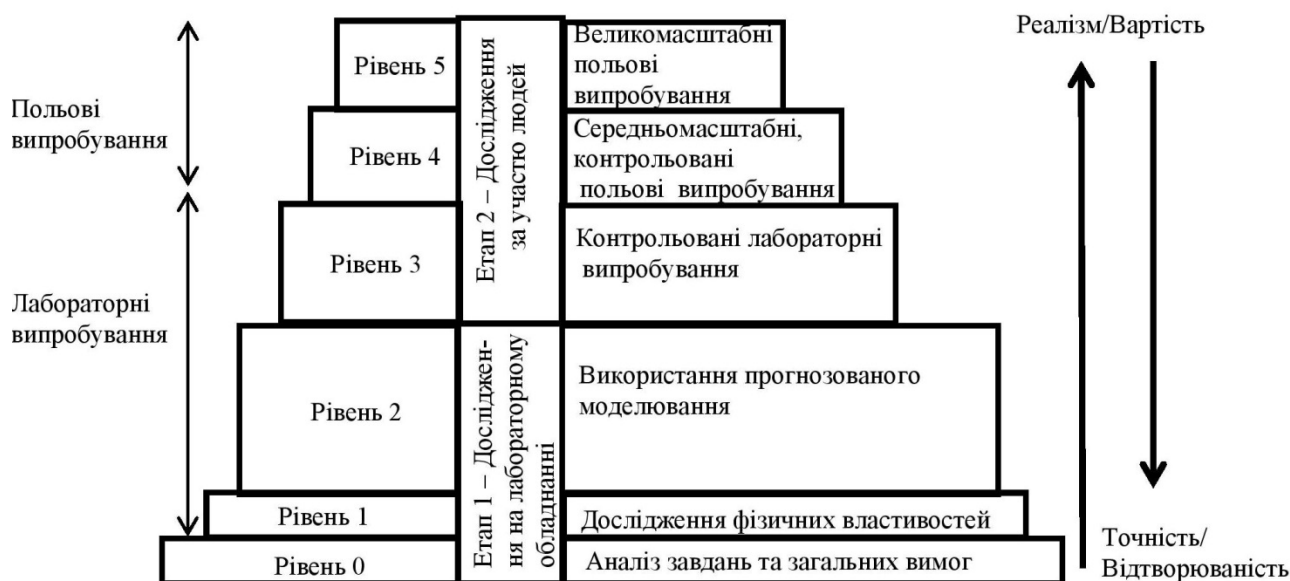 Реалізм/Вартість
Польові
випробування
Лабораторні
випробування
Рівень 5
Рівень 4
Рівень 3
Рівень 2
Рівень 1
Рівень 0
Етап 2 – Дослідження
за участю людей
Етап 1 – Дослiджен-
ня на лабораторному
обладнанні
Великомасштабні
польові
випробування
Середньомасштабні,
контрольовані
польові випробування
Контрольовані лабораторні
випробування
Використання прогнозованого
моделювання
Дослідження фізичних властивостей
Аналіз завдань та загальних вимог
Точність/
Відтворюваність